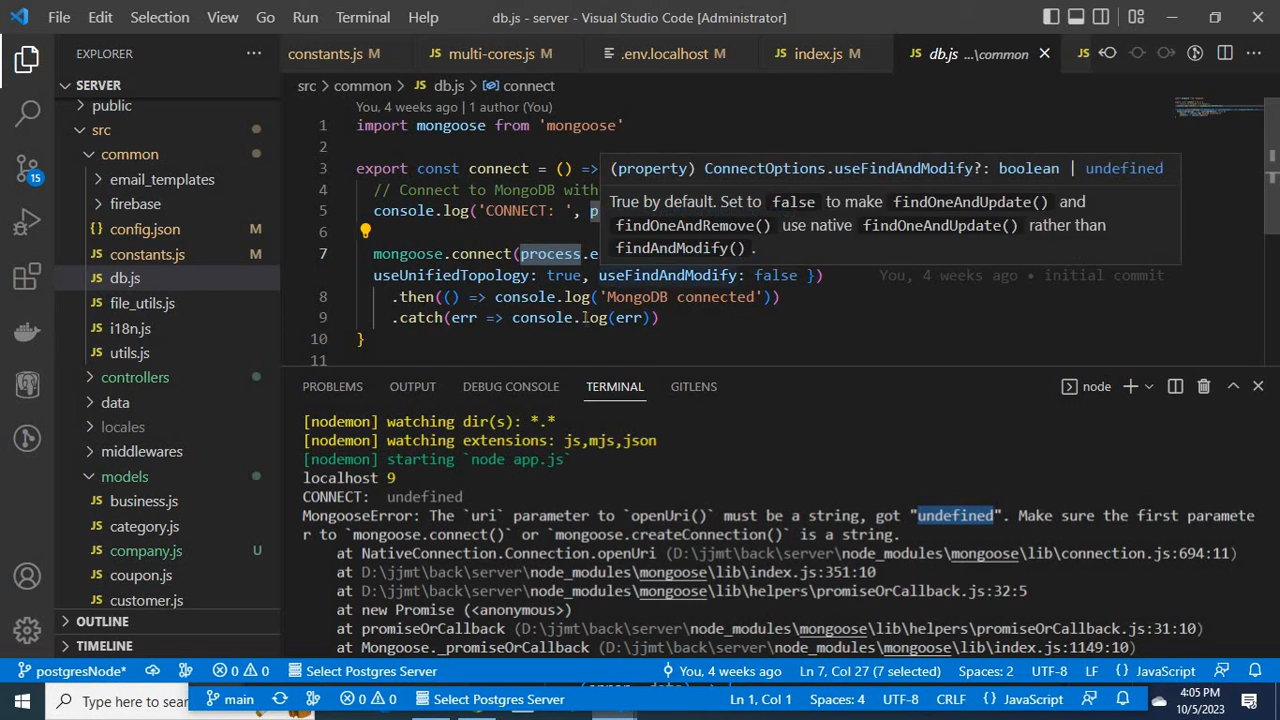 File Edit Selection View Go Run Terminal Help db.js - server - Visual Studio Code [Administrator]
EXPLORER
constants.js M
multi-cores.js M
.env.localhost M
index.js M
db.js ...\common
SERVER
public
src
common
email_templates
firebase
config.json M
constants.js M
db.js
file_utils.js
i18n.js
utils.js
controllers
data
locales
middlewares
models
business.js
category.js
company.js U
coupon.js
customer.js
OUTLINE
TIMELINE
15
src > common > JS db.js > connect
You, 4 weeks ago | 1 author (You)
1 import mongoose from 'mongoose'
2
3 export const connect = () =>
4 // Connect to MongoDB with
5 console.log('CONNECT: ', p
6
7 mongoose.connect(process.e
useUnifiedTopology: true, useFindAndModify: false }) You, 4 weeks ago • initial commit
8 .then(() => console.log('MongoDB connected'))
9 .catch(err => console.log(err))
10 }
11
(property) ConnectOptions.useFindAndModify?: boolean | undefined
True by default. Set to false to make findOneAndUpdate() and
findOneAndRemove() use native findOneAndUpdate() rather than
findAndModify() .
PROBLEMS OUTPUT DEBUG CONSOLE TERMINAL GITLENS node
[nodemon] watching dir(s): *.*
[nodemon] watching extensions: js,mjs,json
[nodemon] starting `node app.js`
localhost 9
CONNECT: undefined
MongooseError: The `uri` parameter to `openUri()` must be a string, got "undefined". Make sure the first paramete
r to `mongoose.connect()` or `mongoose.createConnection()` is a string.
at NativeConnection.Connection.openUri (D:\jjmt\back\server\node_modules\mongoose\lib\connection.js:694:11)
at D:\jjmt\back\server\node_modules\mongoose\lib\index.js:351:10
at D:\jjmt\back\server\node_modules\mongoose\lib\helpers\promiseOrCallback.js:32:5
at new Promise (<anonymous>)
at promiseOrCallback (D:\jjmt\back\server\node_modules\mongoose\lib\helpers\promiseOrCallback.js:31:10)
at Mongoose._promiseOrCallback (D:\jjmt\back\server\node_modules\mongoose\lib\index.js:1149:10)
postgresNode* 0 0 Select Postgres Server You, 4 weeks ago Ln 7, Col 27 (7 selected) Spaces: 2 UTF-8 LF JavaScript
Type here to sear main 0 0 Select Postgres Server Ln 1, Col 1 Spaces: 4 UTF-8 CRLF JavaScript 4:05 PM
10/5/2023